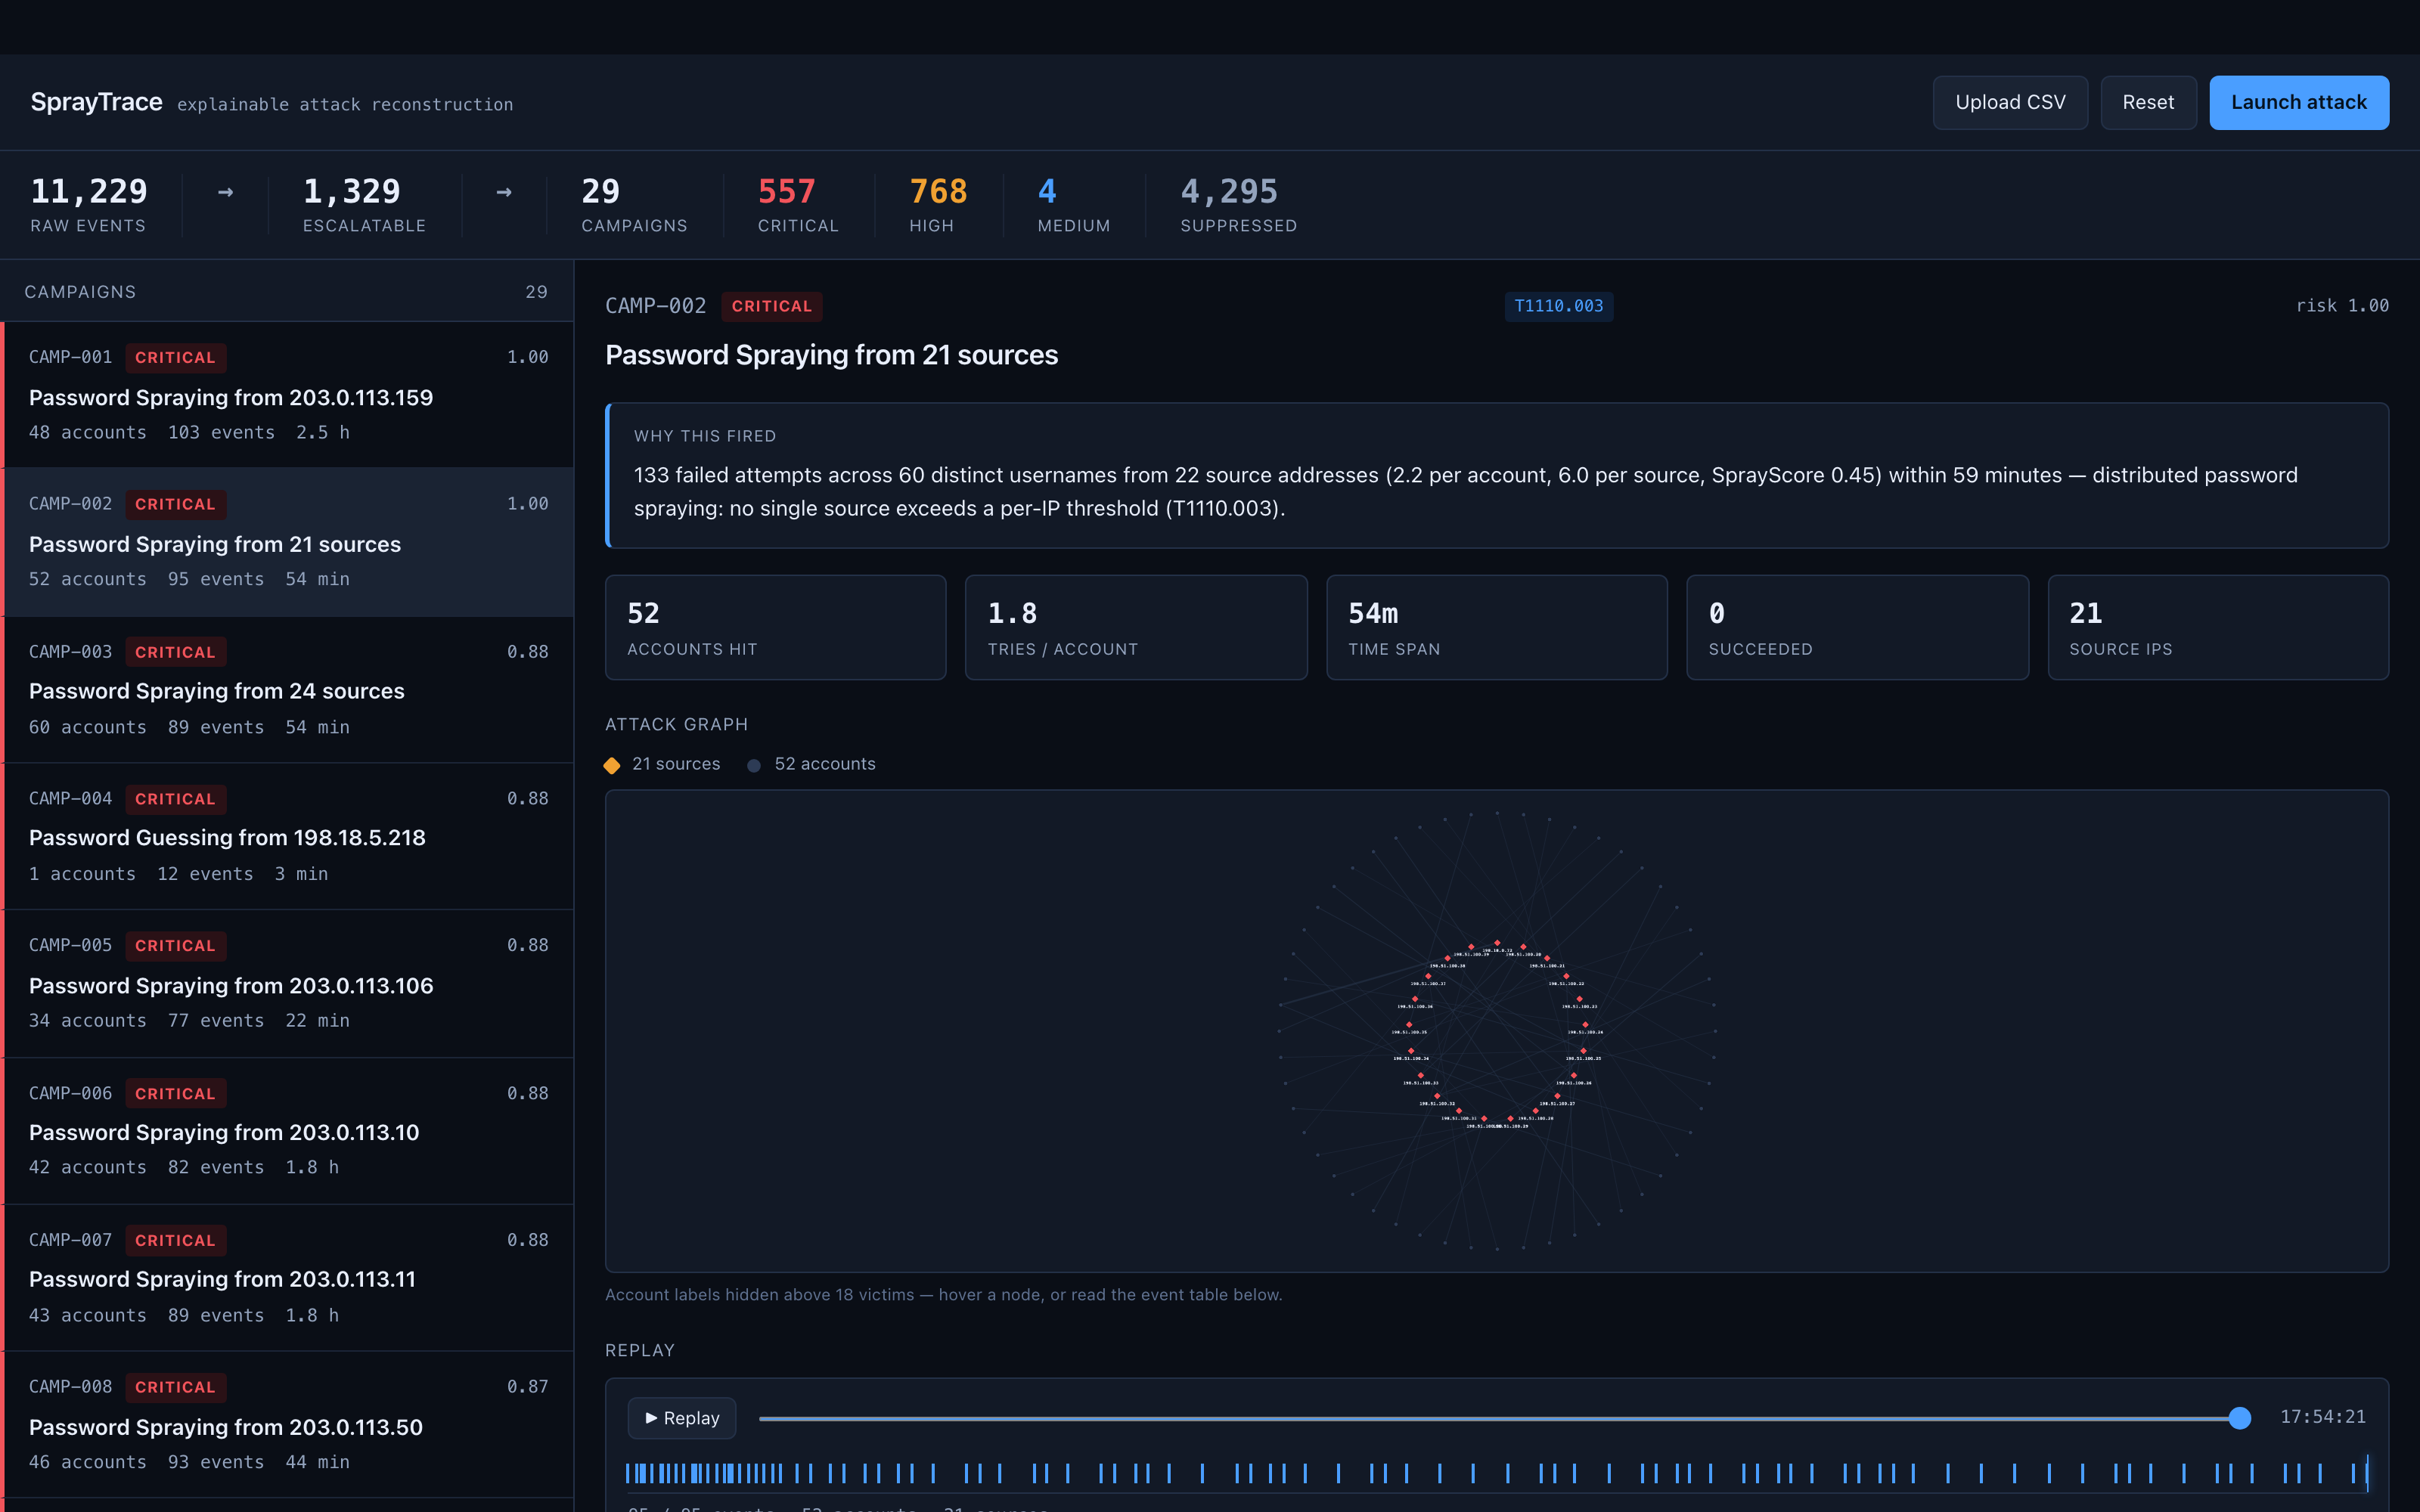 SprayTrace explainable attack reconstruction
Upload CSV Reset Launch attack
11,229 → 1,329 → 29 557 768 4 4,295
RAW EVENTS ESCALATABLE CAMPAIGNS CRITICAL HIGH MEDIUM SUPPRESSED
CAMPAIGNS 29
CAMP-001 CRITICAL 1.00
Password Spraying from 203.0.113.159
48 accounts 103 events 2.5 h
CAMP-002 CRITICAL 1.00
Password Spraying from 21 sources
52 accounts 95 events 54 min
CAMP-003 CRITICAL 0.88
Password Spraying from 24 sources
60 accounts 89 events 54 min
CAMP-004 CRITICAL 0.88
Password Guessing from 198.18.5.218
1 accounts 12 events 3 min
CAMP-005 CRITICAL 0.88
Password Spraying from 203.0.113.106
34 accounts 77 events 22 min
CAMP-006 CRITICAL 0.88
Password Spraying from 203.0.113.10
42 accounts 82 events 1.8 h
CAMP-007 CRITICAL 0.88
Password Spraying from 203.0.113.11
43 accounts 89 events 1.8 h
CAMP-008 CRITICAL 0.87
Password Spraying from 203.0.113.50
46 accounts 93 events 44 min
CAMP-002 CRITICAL T1110.003 risk 1.00
Password Spraying from 21 sources
WHY THIS FIRED
133 failed attempts across 60 distinct usernames from 22 source addresses (2.2 per account, 6.0 per source, SprayScore 0.45) within 59 minutes — distributed password
spraying: no single source exceeds a per-IP threshold (T1110.003).
52 1.8 54m 0 21
ACCOUNTS HIT TRIES / ACCOUNT TIME SPAN SUCCEEDED SOURCE IPS
ATTACK GRAPH
21 sources 52 accounts
Account labels hidden above 18 victims — hover a node, or read the event table below.
REPLAY
Replay 17:54:21